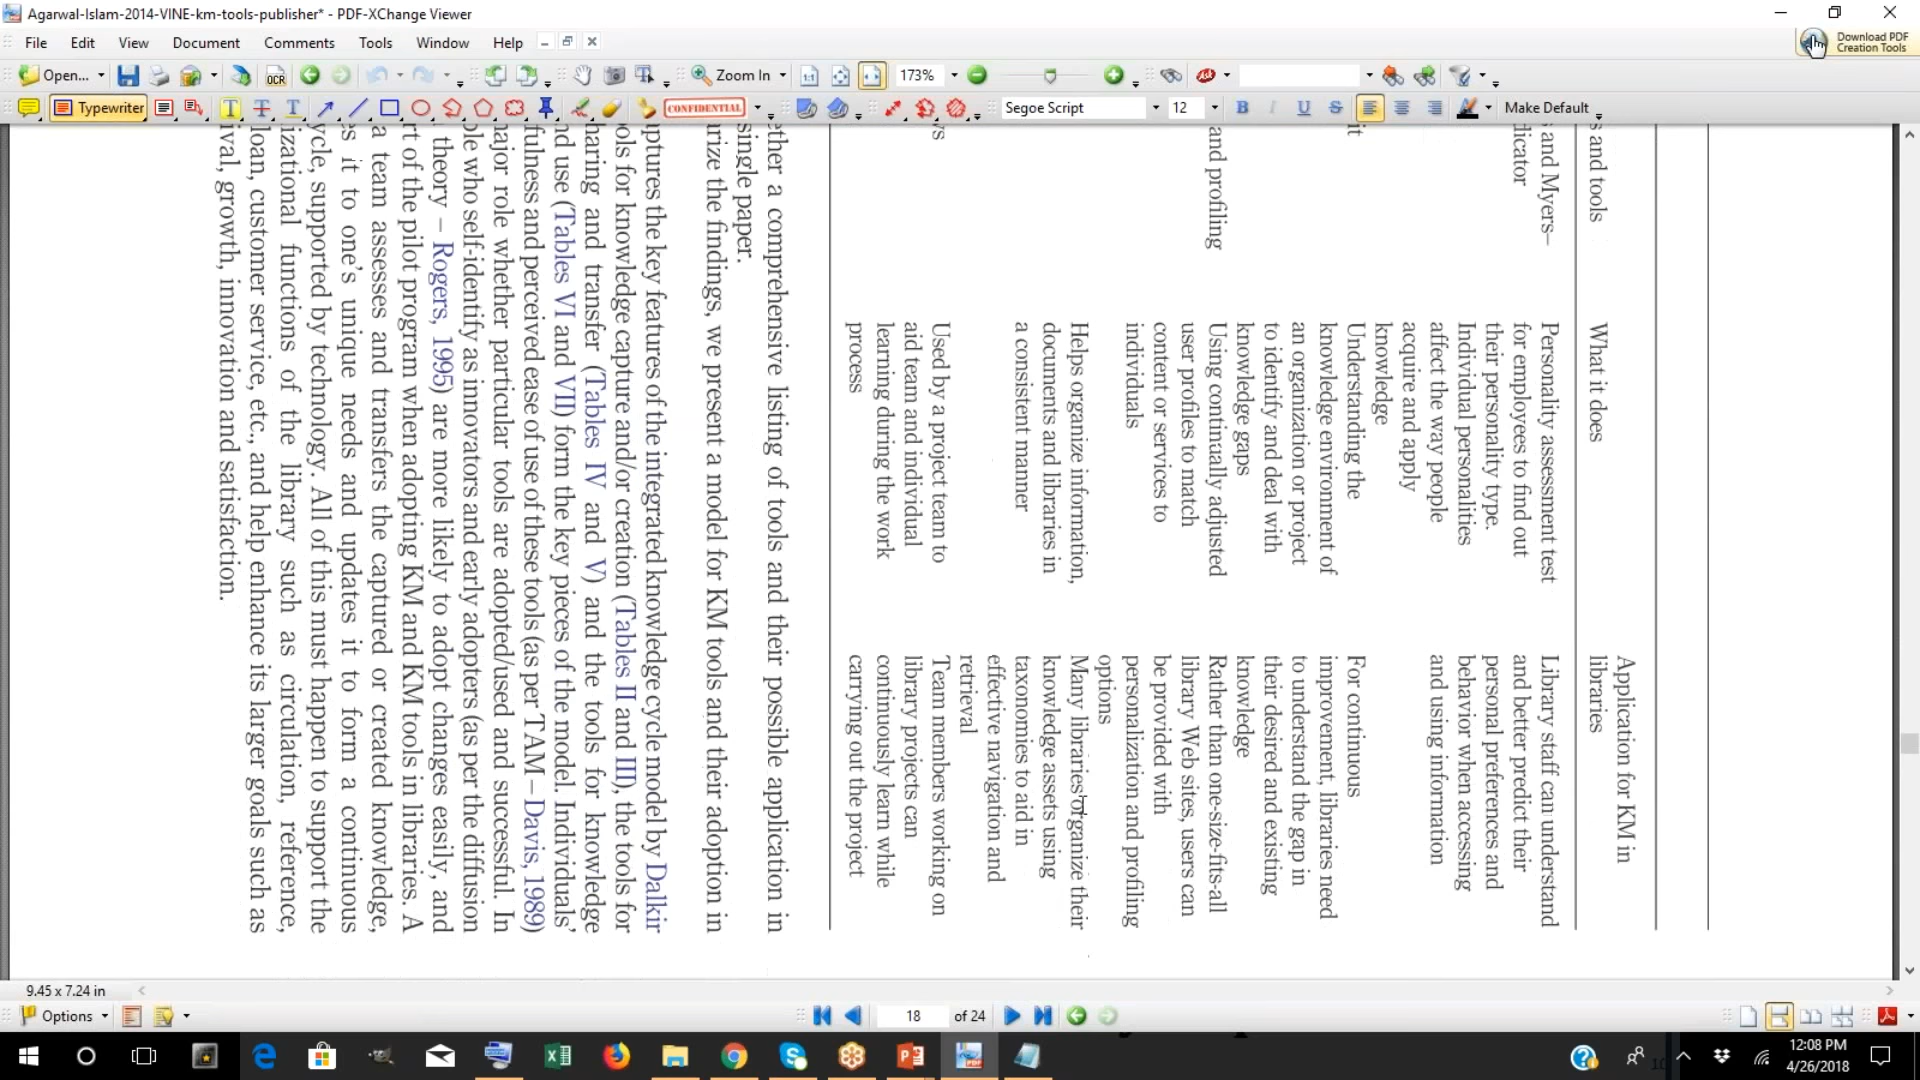 Agarwal-Islam-2014-VINE-km-tools-publisher* - PDF-XChange Viewer
File Edit View Document Comments Tools Window Help
Download PDF
Creation Tools
Open... OCR Zoom In 173%
Typewriter CONFIDENTIAL Segoe Script 12 B I U S Make Default
s and tools
What it does
Application for KM in
libraries
s and Myers–
dicator
Personality assessment test
for employees to find out
their personality type.
Individual personalities
affect the way people
acquire and apply
knowledge
Library staff can understand
and better predict their
personal preferences and
behavior when accessing
and using information
it
Understanding the
knowledge environment of
an organization or project
to identify and deal with
knowledge gaps
For continuous
improvement, libraries need
to understand the gap in
their desired and existing
knowledge
and profiling
Using continually adjusted
user profiles to match
content or services to
individuals
Rather than one-size-fits-all
library Web sites, users can
be provided with
personalization and profiling
options
Helps organize information,
documents and libraries in
a consistent manner
Many libraries organize their
knowledge assets using
taxonomies to aid in
effective navigation and
retrieval
ws
Used by a project team to
aid team and individual
learning during the work
process
Team members working on
library projects can
continuously learn while
carrying out the project
ether a comprehensive listing of tools and their possible application in
single paper.
arize the findings, we present a model for KM tools and their adoption in
ptures the key features of the integrated knowledge cycle model by Dalkir
ols for knowledge capture and/or creation (Tables II and III), the tools for
haring and transfer (Tables IV and V) and the tools for knowledge
nd use (Tables VI and VII) form the key pieces of the model. Individuals'
fulness and perceived ease of use of these tools (as per TAM – Davis, 1989)
najor role whether particular tools are adopted/used and successful. In
ple who self-identify as innovators and early adopters (as per the diffusion
theory – Rogers, 1995) are more likely to adopt changes easily, and
rt of the pilot program when adopting KM and KM tools in libraries. A
a team assesses and transfers the captured or created knowledge,
es it to one's unique needs and updates it to form a continuous
ycle, supported by technology. All of this must happen to support the
izational functions of the library such as circulation, reference,
loan, customer service, etc., and help enhance its larger goals such as
ival, growth, innovation and satisfaction.
9.45 x 7.24 in
Options 18 of 24
12:08 PM
4/26/2018